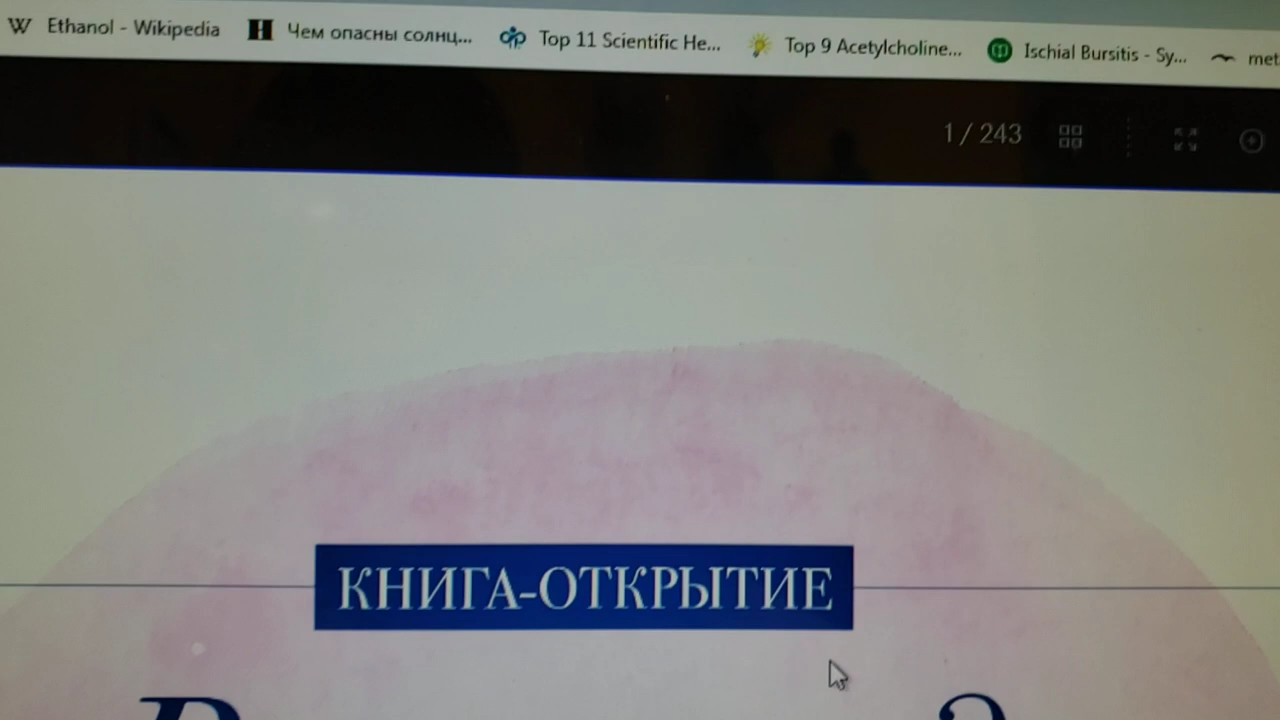 Ethanol - Wikipedia Чем опасны солнц... Top 11 Scientific He... Top 9 Acetylcholine... Ischial Bursitis - Sy... met
1 / 243
КНИГА-ОТКРЫТИЕ